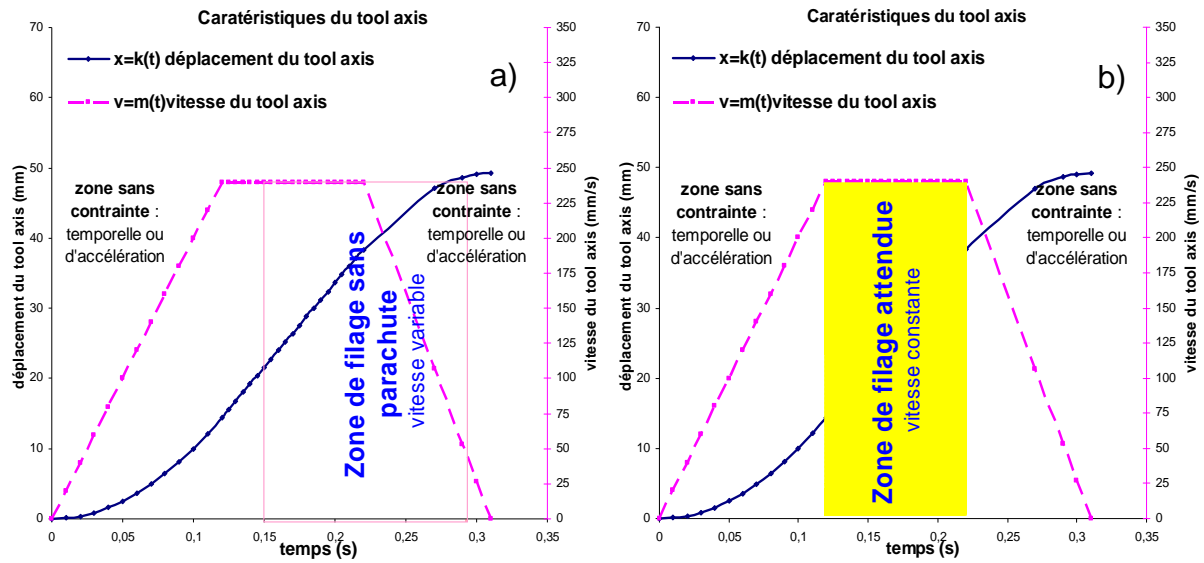 Caratéristiques du tool axis
70
60
50
40
30
20
10
0
déplacement du tool axis (mm)
x=k(t) déplacement du tool axis
v=m(t)vitesse du tool axis
a)
zone sans
contrainte :
temporelle ou
d'accélération
Zone de filage sans
parachute
vitesse variable
zone sans
contrainte :
temporelle ou
d'accélération
350
325
300
275
250
225
200
175
150
125
100
75
50
25
0
vitesse du tool axis (mm/s)
0 0,05 0,1 0,15 0,2 0,25 0,3 0,35
temps (s)
Caratéristiques du tool axis
70
60
50
40
30
20
10
0
déplacement du tool axis (mm)
x=k(t) déplacement du tool axis
v=m(t)vitesse du tool axis
b)
zone sans
contrainte :
temporelle ou
d'accélération
Zone de filage attendue
vitesse constante
zone sans
contrainte :
temporelle ou
d'accélération
350
325
300
275
250
225
200
175
150
125
100
75
50
25
0
vitesse du tool axis (mm/s)
0 0,05 0,1 0,15 0,2 0,25 0,3 0,35
temps (s)